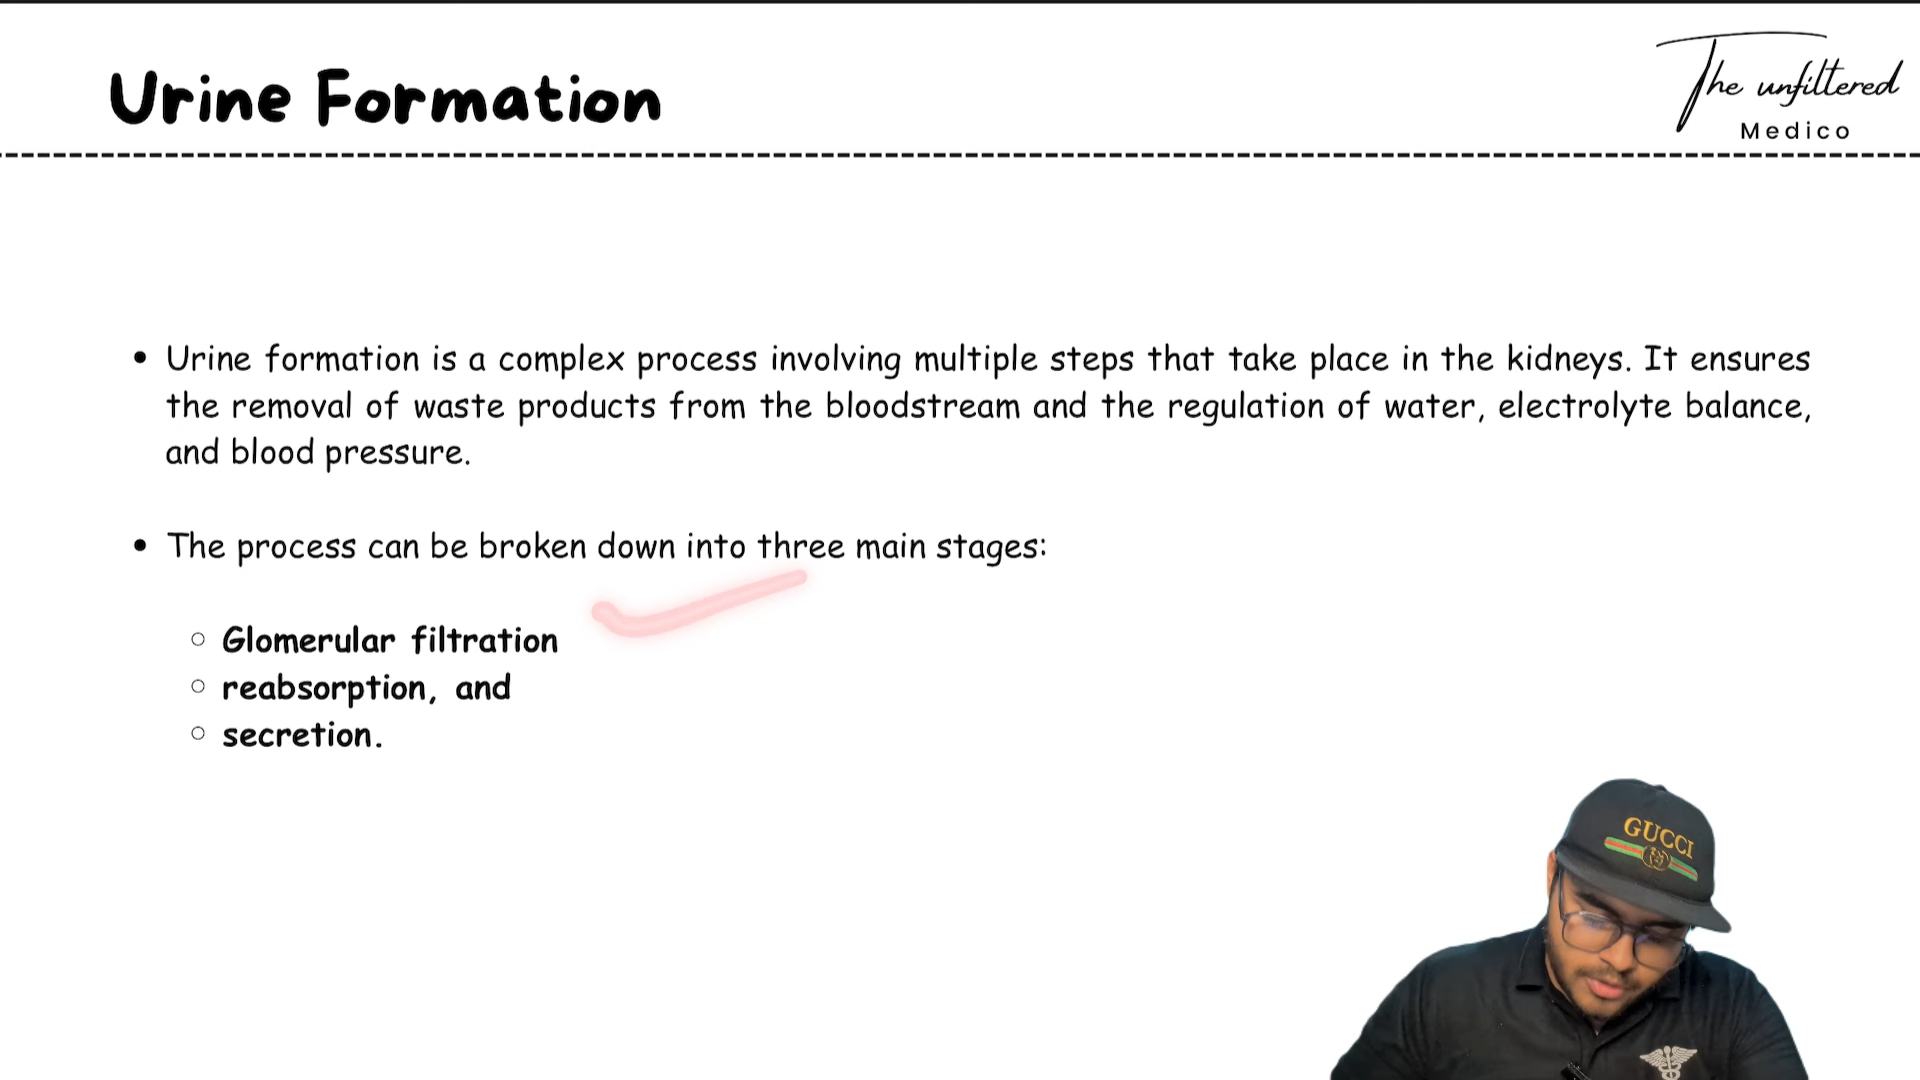 Urine Formation
The unfiltered
Medico
• Urine formation is a complex process involving multiple steps that take place in the kidneys. It ensures
the removal of waste products from the bloodstream and the regulation of water, electrolyte balance,
and blood pressure.
• The process can be broken down into three main stages:
○ Glomerular filtration
○ reabsorption, and
○ secretion.
GUCCI